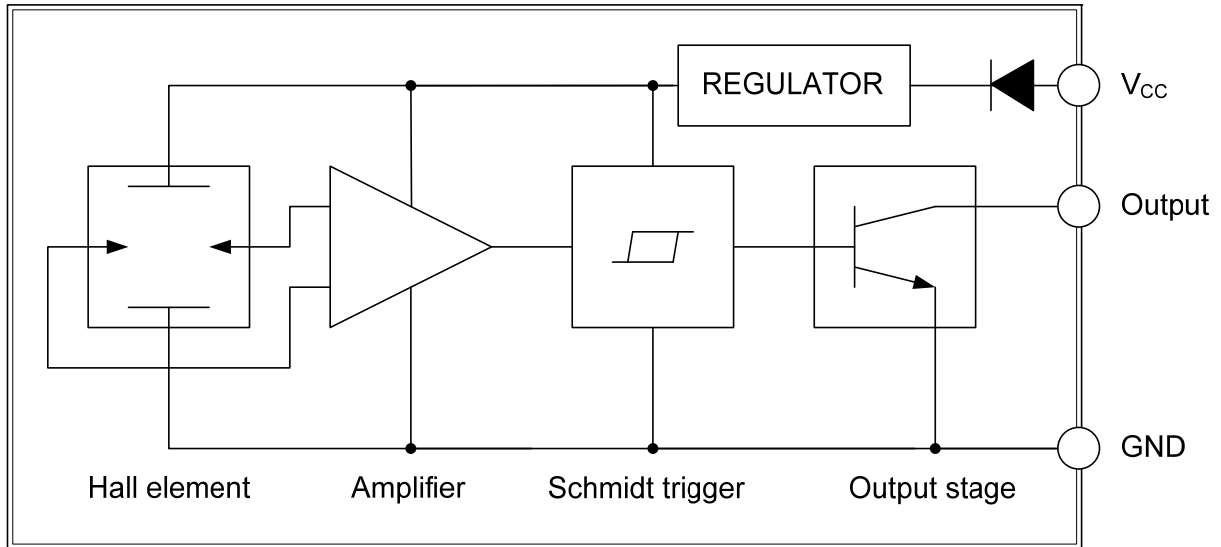 REGULATOR
VCC
Output
GND
Hall element
Amplifier
Schmidt trigger
Output stage